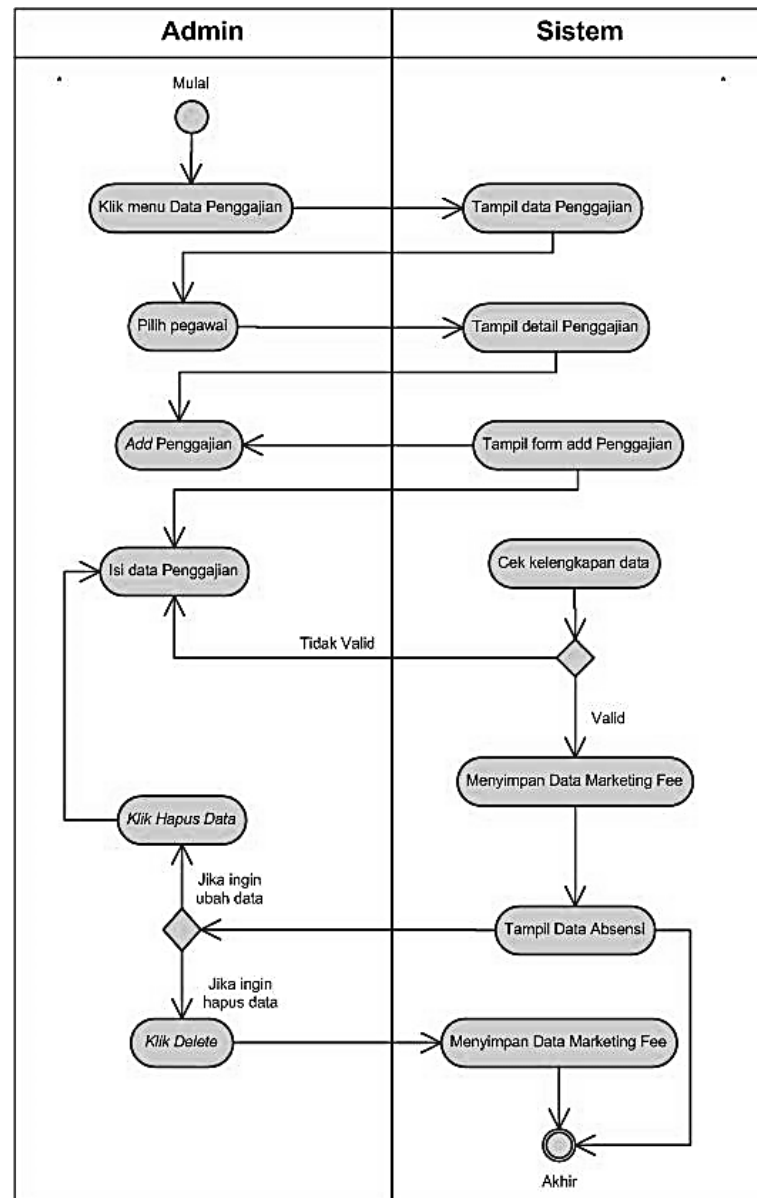 Admin
Sistem
Mulai
Klik menu Data Penggajian
Tampil data Penggajian
Pilih pegawai
Tampil detail Penggajian
Add Penggajian
Tampil form add Penggajian
Isi data Penggajian
Cek kelengkapan data
Tidak Valid
Valid
Menyimpan Data Marketing Fee
Klik Hapus Data
Jika ingin
ubah data
Tampil Data Absensi
Jika ingin
hapus data
Klik Delete
Menyimpan Data Marketing Fee
Akhir